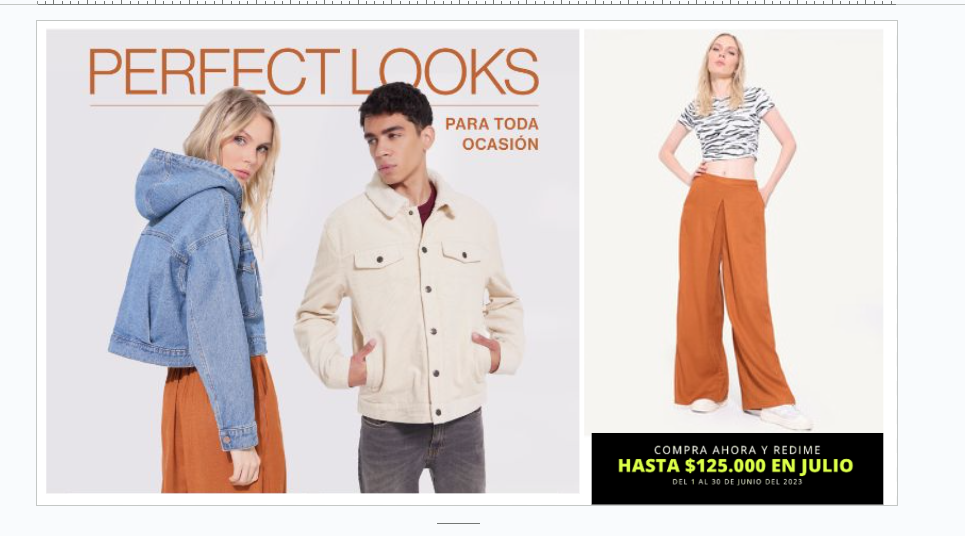 PERFECT LOOKS
PARA TODA
OCASIÓN
COMPRA AHORA Y REDIME
HASTA $125.000 EN JULIO
DEL 1 AL 30 DE JUNIO DEL 2023